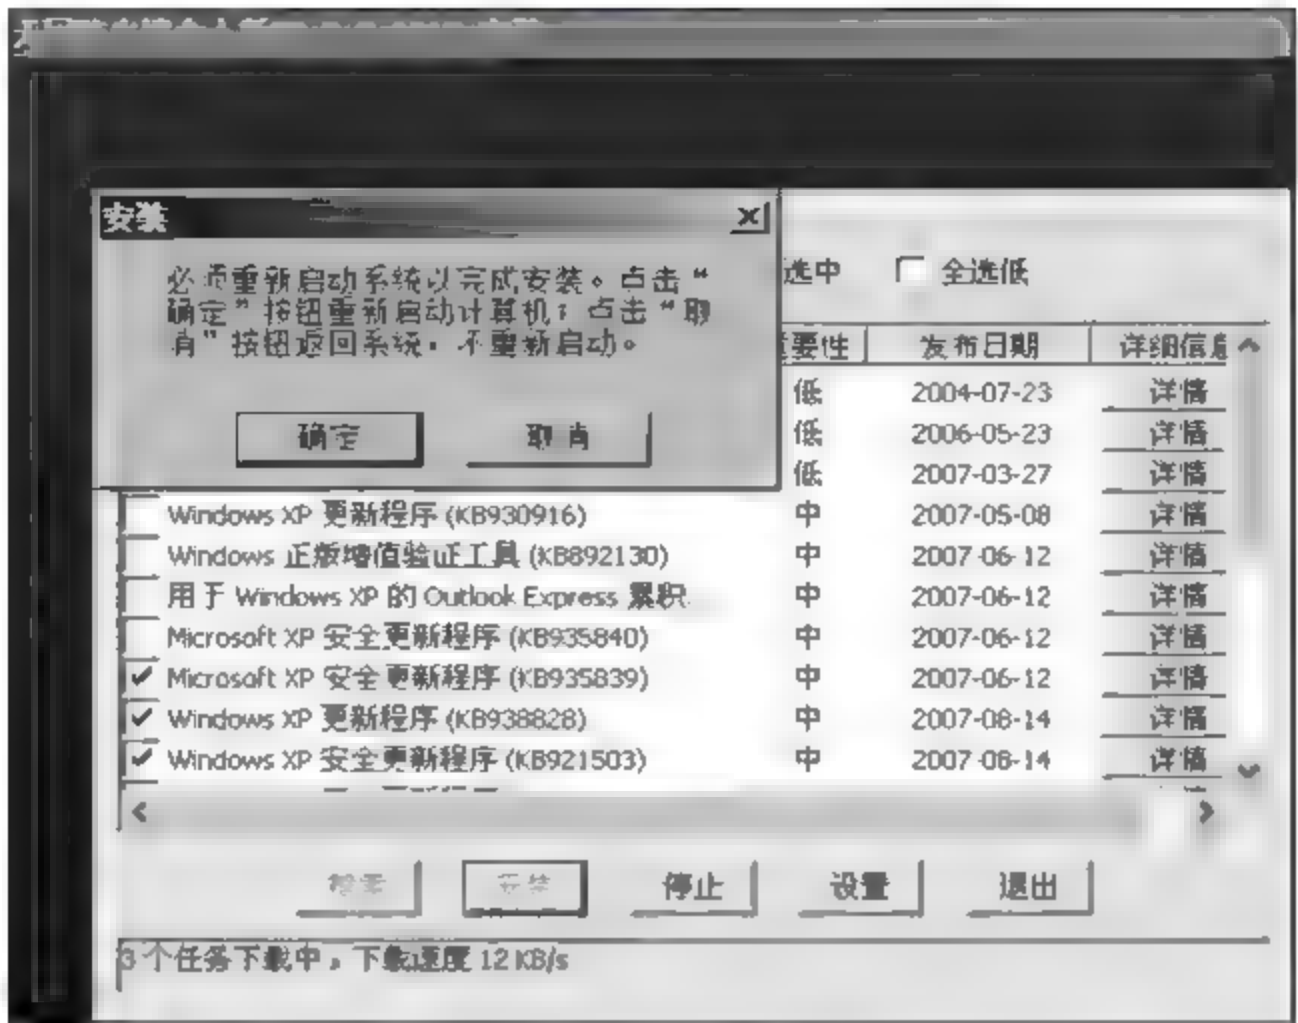 安装
必须重新启动系统以完成安装。点击“
确定”按钮重新启动计算机；点击“取
消”按钮返回系统，不重新启动。
确定 取消
选中 全选低
要性 发布日期 详细信息
低 2004-07-23 详情
低 2006-05-23 详情
低 2007-03-27 详情
Windows XP 更新程序 (KB930916) 中 2007-05-08 详情
Windows 正版增值验证工具 (KB892130) 中 2007-06-12 详情
用于 Windows XP 的 Outlook Express 累积 中 2007-06-12 详情
Microsoft XP 安全更新程序 (KB935840) 中 2007-06-12 详情
Microsoft XP 安全更新程序 (KB935839) 中 2007-06-12 详情
Windows XP 更新程序 (KB938828) 中 2007-08-14 详情
Windows XP 安全更新程序 (KB921503) 中 2007-08-14 详情
搜索 安装 停止 设置 退出
3 个任务下载中，下载速度 12 KB/s